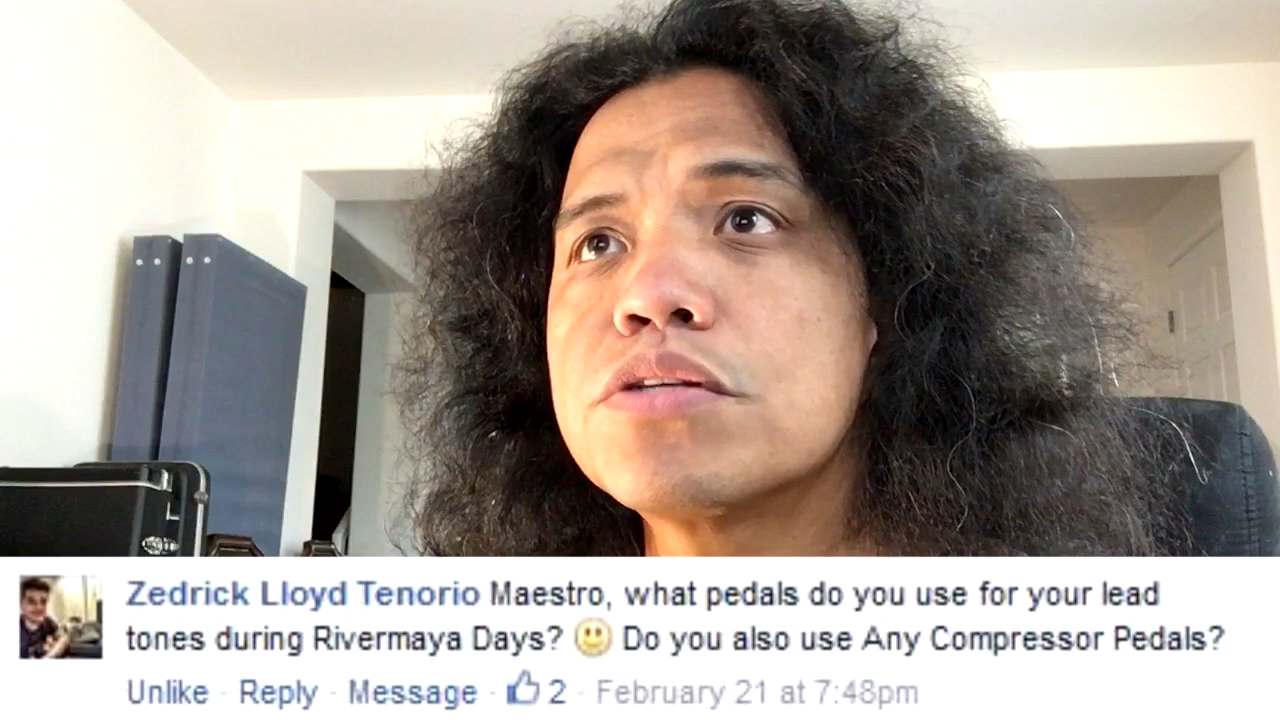 Zedrick Lloyd Tenorio Maestro, what pedals do you use for your lead
tones during Rivermaya Days? 🙂 Do you also use Any Compressor Pedals?
Unlike · Reply · Message · 2 · February 21 at 7:48pm